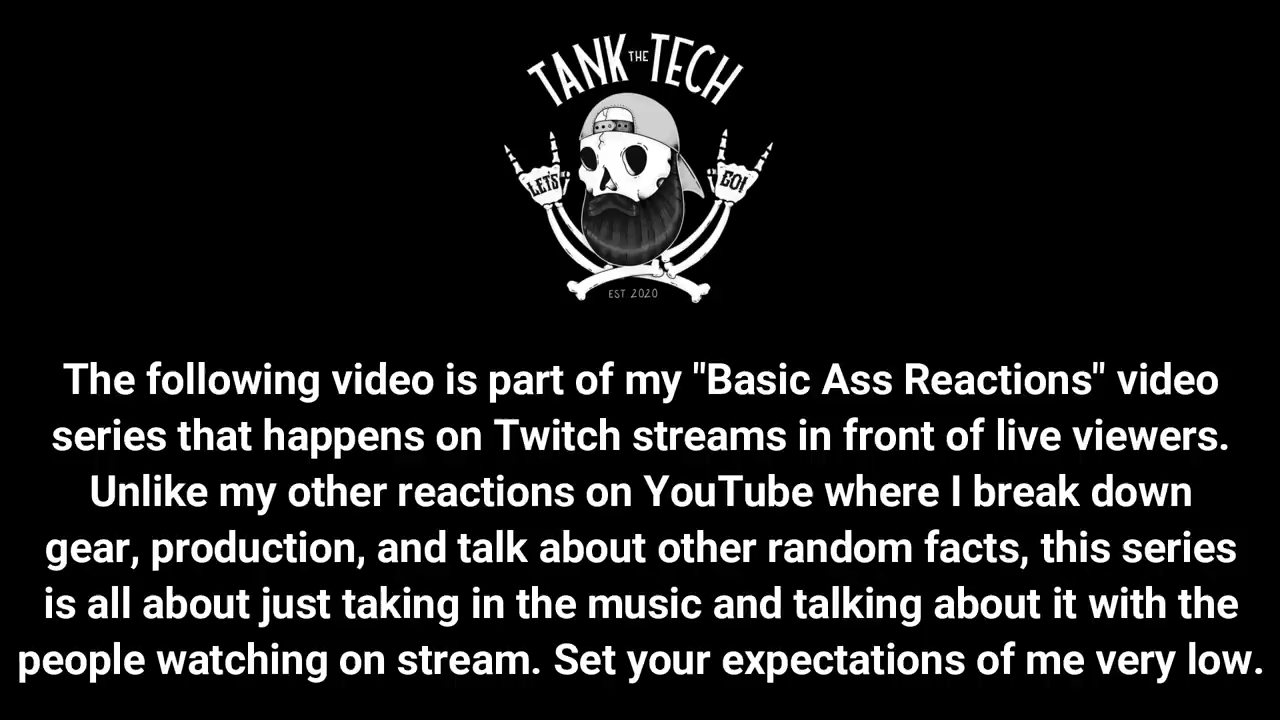 TANK THE TECH
LET'S GO!
EST 2020
The following video is part of my "Basic Ass Reactions" video
series that happens on Twitch streams in front of live viewers.
Unlike my other reactions on YouTube where I break down
gear, production, and talk about other random facts, this series
is all about just taking in the music and talking about it with the
people watching on stream. Set your expectations of me very low.